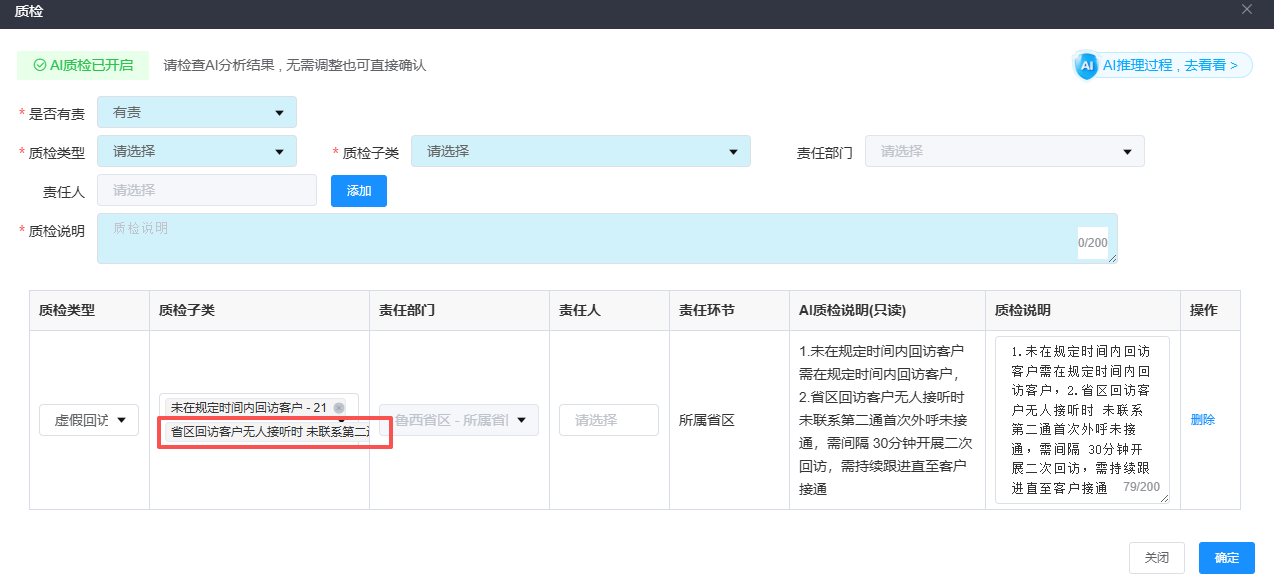 质检
AI质检已开启 请检查AI分析结果，无需调整也可直接确认
AI AI推理过程，去看看 >
* 是否有责 有责
* 质检类型 请选择 * 质检子类 请选择 责任部门 请选择
责任人 请选择 添加
* 质检说明 质检说明
0/200
质检类型 质检子类 责任部门 责任人 责任环节 AI质检说明(只读) 质检说明 操作
虚假回访
未在规定时间内回访客户 - 21
省区回访客户无人接听时 未联系第二
鲁西省区 - 所属省
请选择
所属省区
1.未在规定时间内回访客户
需在规定时间内回访客户，
2.省区回访客户无人接听时
未联系第二通首次外呼未接
通，需间隔 30分钟开展二次
回访，需持续跟进直至客户
接通
1.未在规定时间内回访
客户需在规定时间内回
访客户，2.省区回访客
户无人接听时 未联系
第二通首次外呼未接
通，需间隔 30分钟开
展二次回访，需持续跟
进直至客户接通 79/200
删除
关闭 确定